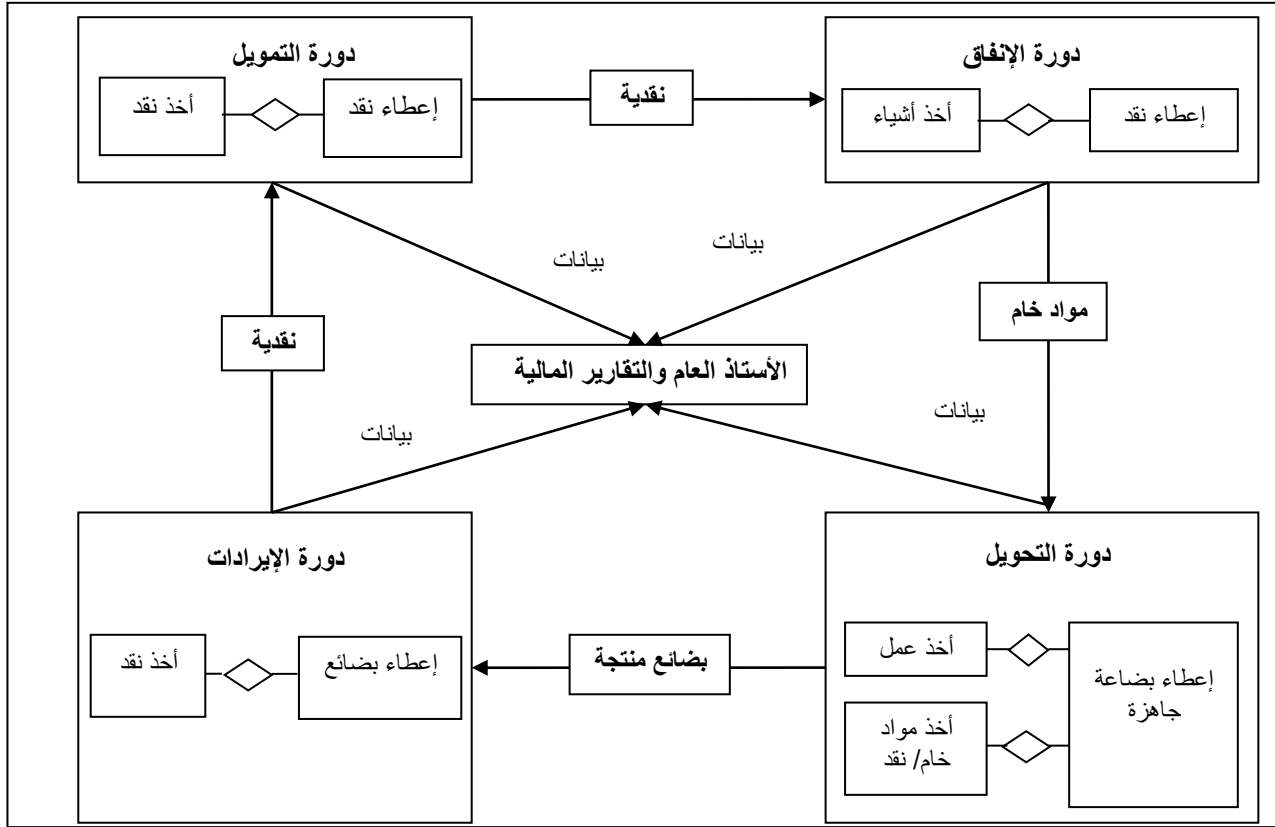 دورة الإنفاق
إعطاء نقد
أخذ أشياء
نقدية
دورة التمويل
إعطاء نقد
أخذ نقد
بيانات
بيانات
مواد خام
نقدية
الأستاذ العام والتقارير المالية
بيانات
بيانات
دورة التحويل
أخذ عمل
إعطاء بضاعة
جاهزة
أخذ مواد
خام/ نقد
بضائع منتجة
دورة الإيرادات
إعطاء بضائع
أخذ نقد